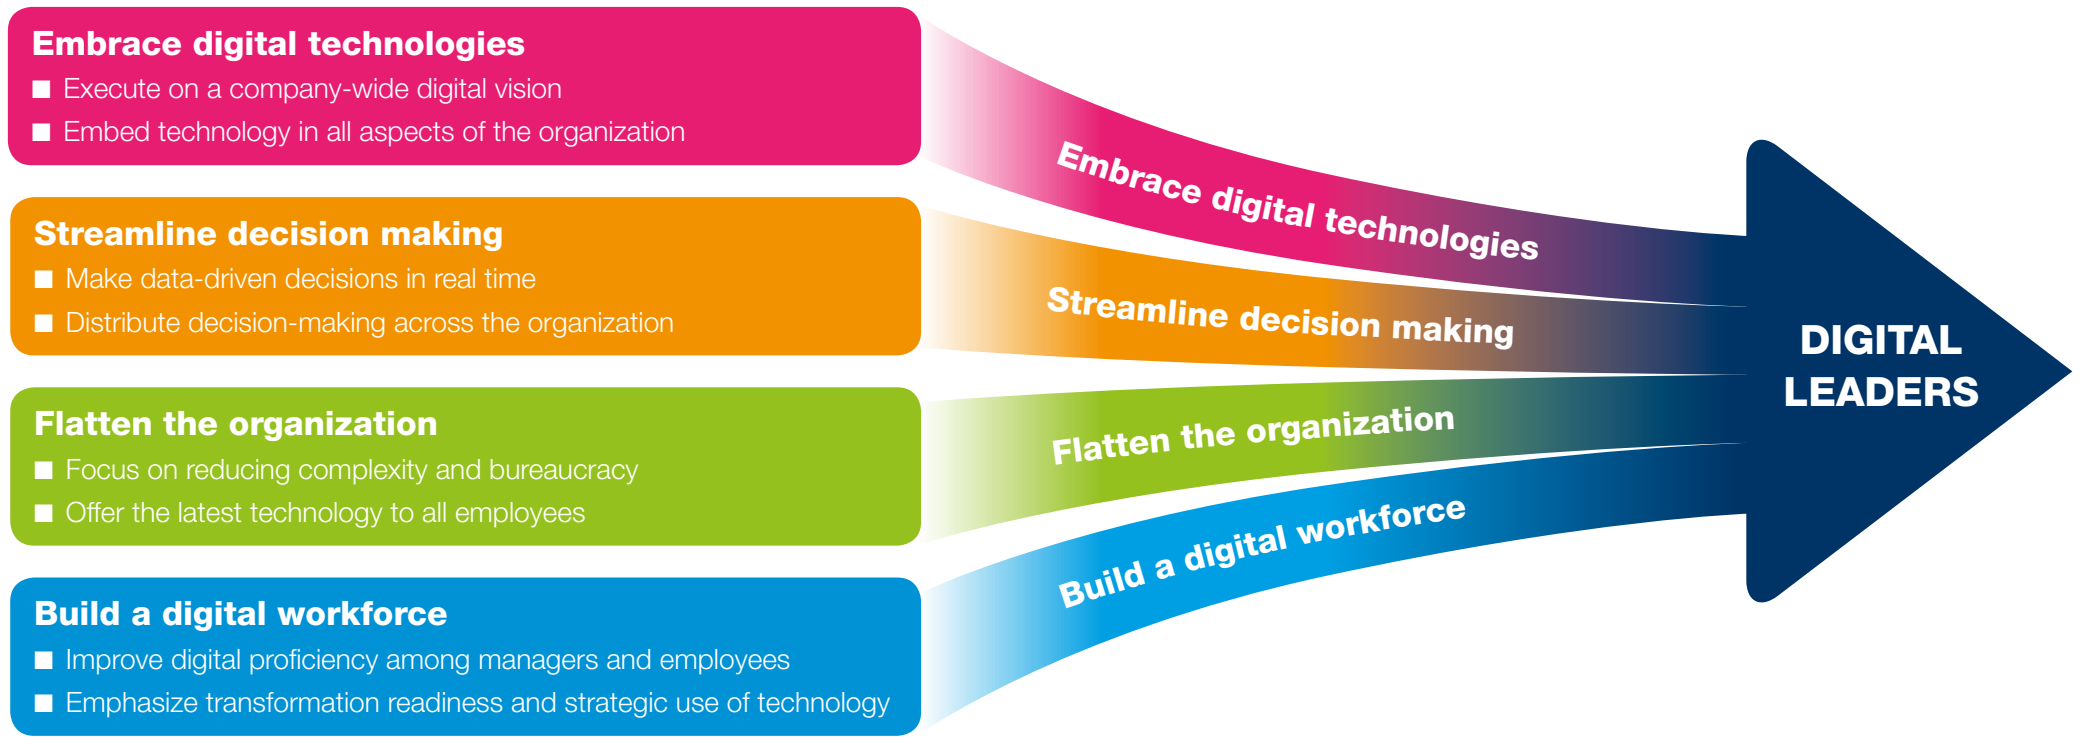 Embrace digital technologies
■ Execute on a company-wide digital vision
■ Embed technology in all aspects of the organization
Streamline decision making
■ Make data-driven decisions in real time
■ Distribute decision-making across the organization
Flatten the organization
■ Focus on reducing complexity and bureaucracy
■ Offer the latest technology to all employees
Build a digital workforce
■ Improve digital proficiency among managers and employees
■ Emphasize transformation readiness and strategic use of technology
Embrace digital technologies
Streamline decision making
Flatten the organization
Build a digital workforce
DIGITAL
LEADERS